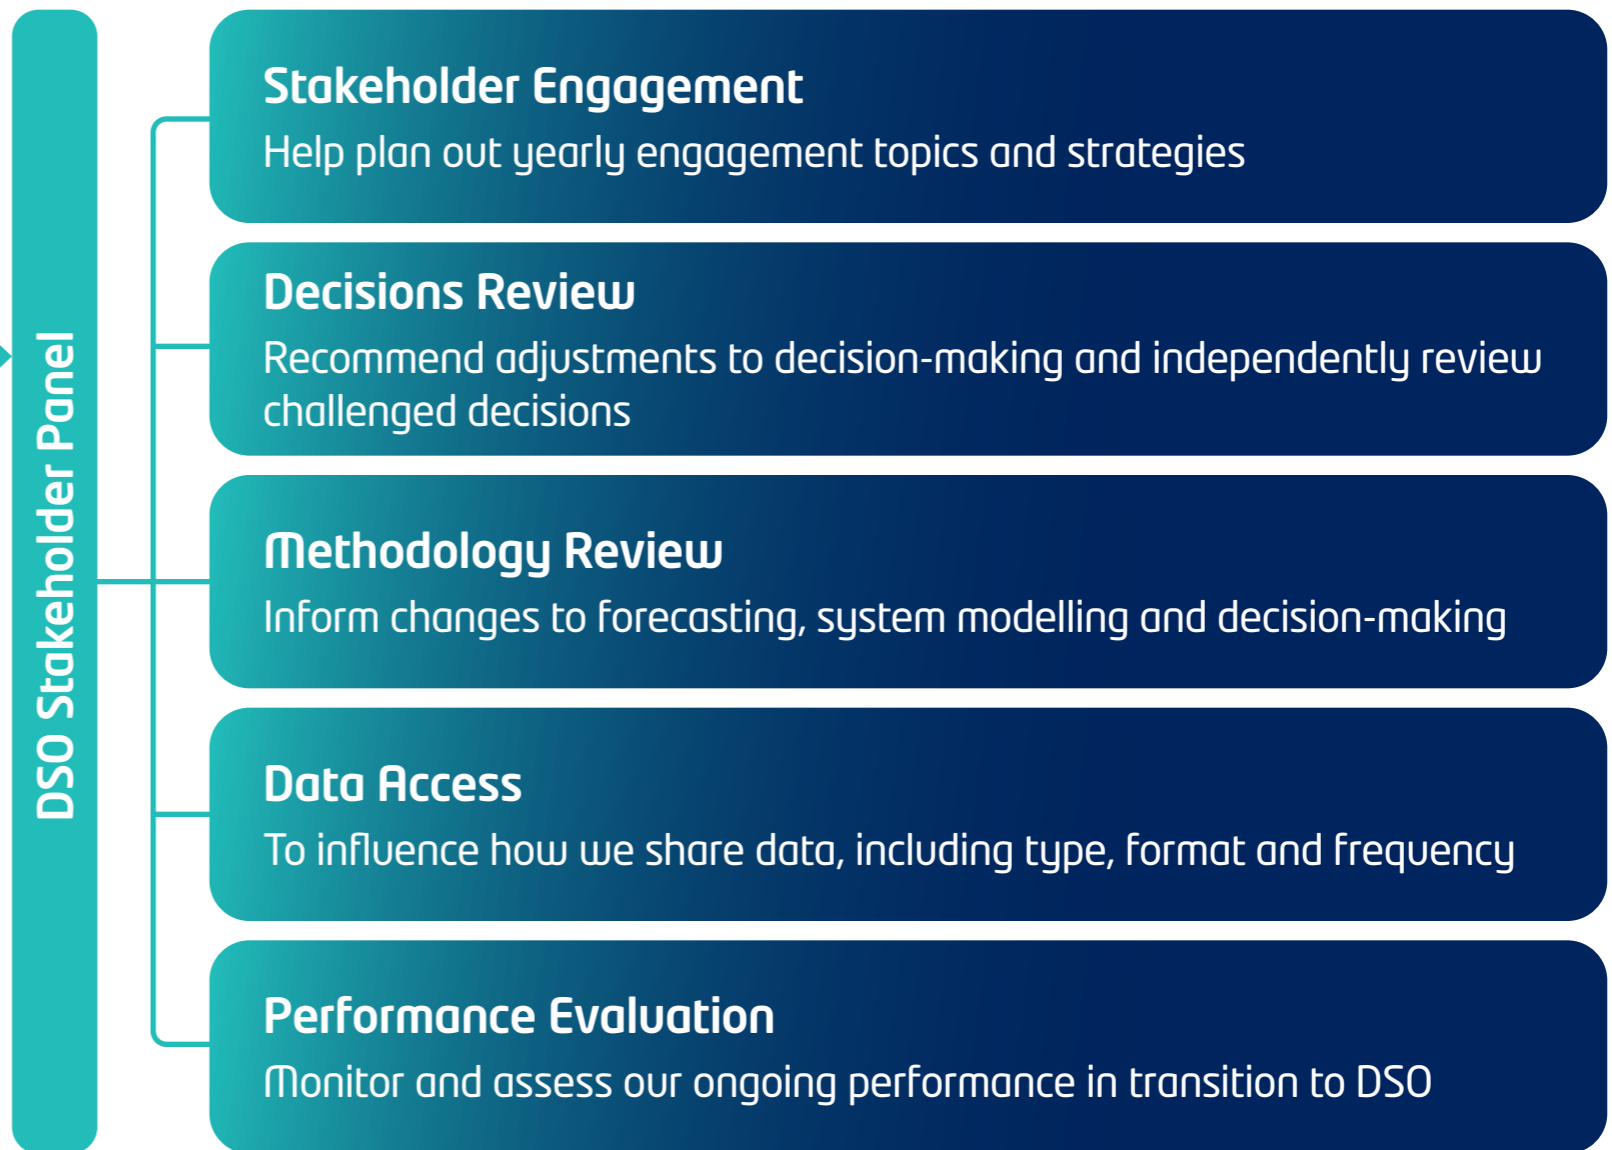 DSO Stakeholder Panel
Stakeholder Engagement
Help plan out yearly engagement topics and strategies
Decisions Review
Recommend adjustments to decision-making and independently review
challenged decisions
Methodology Review
Inform changes to forecasting, system modelling and decision-making
Data Access
To influence how we share data, including type, format and frequency
Performance Evaluation
Monitor and assess our ongoing performance in transition to DSO